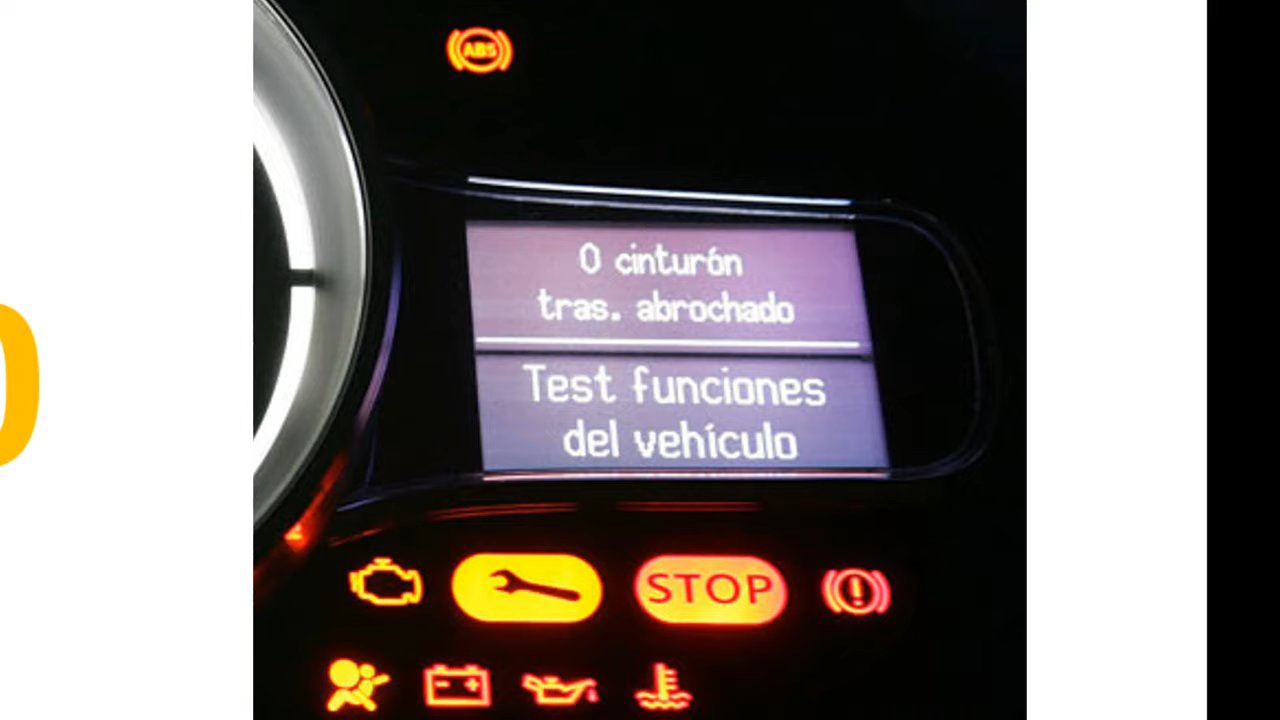 ABS
0 cinturón
tras. abrochado
Test funciones
del vehículo
STOP